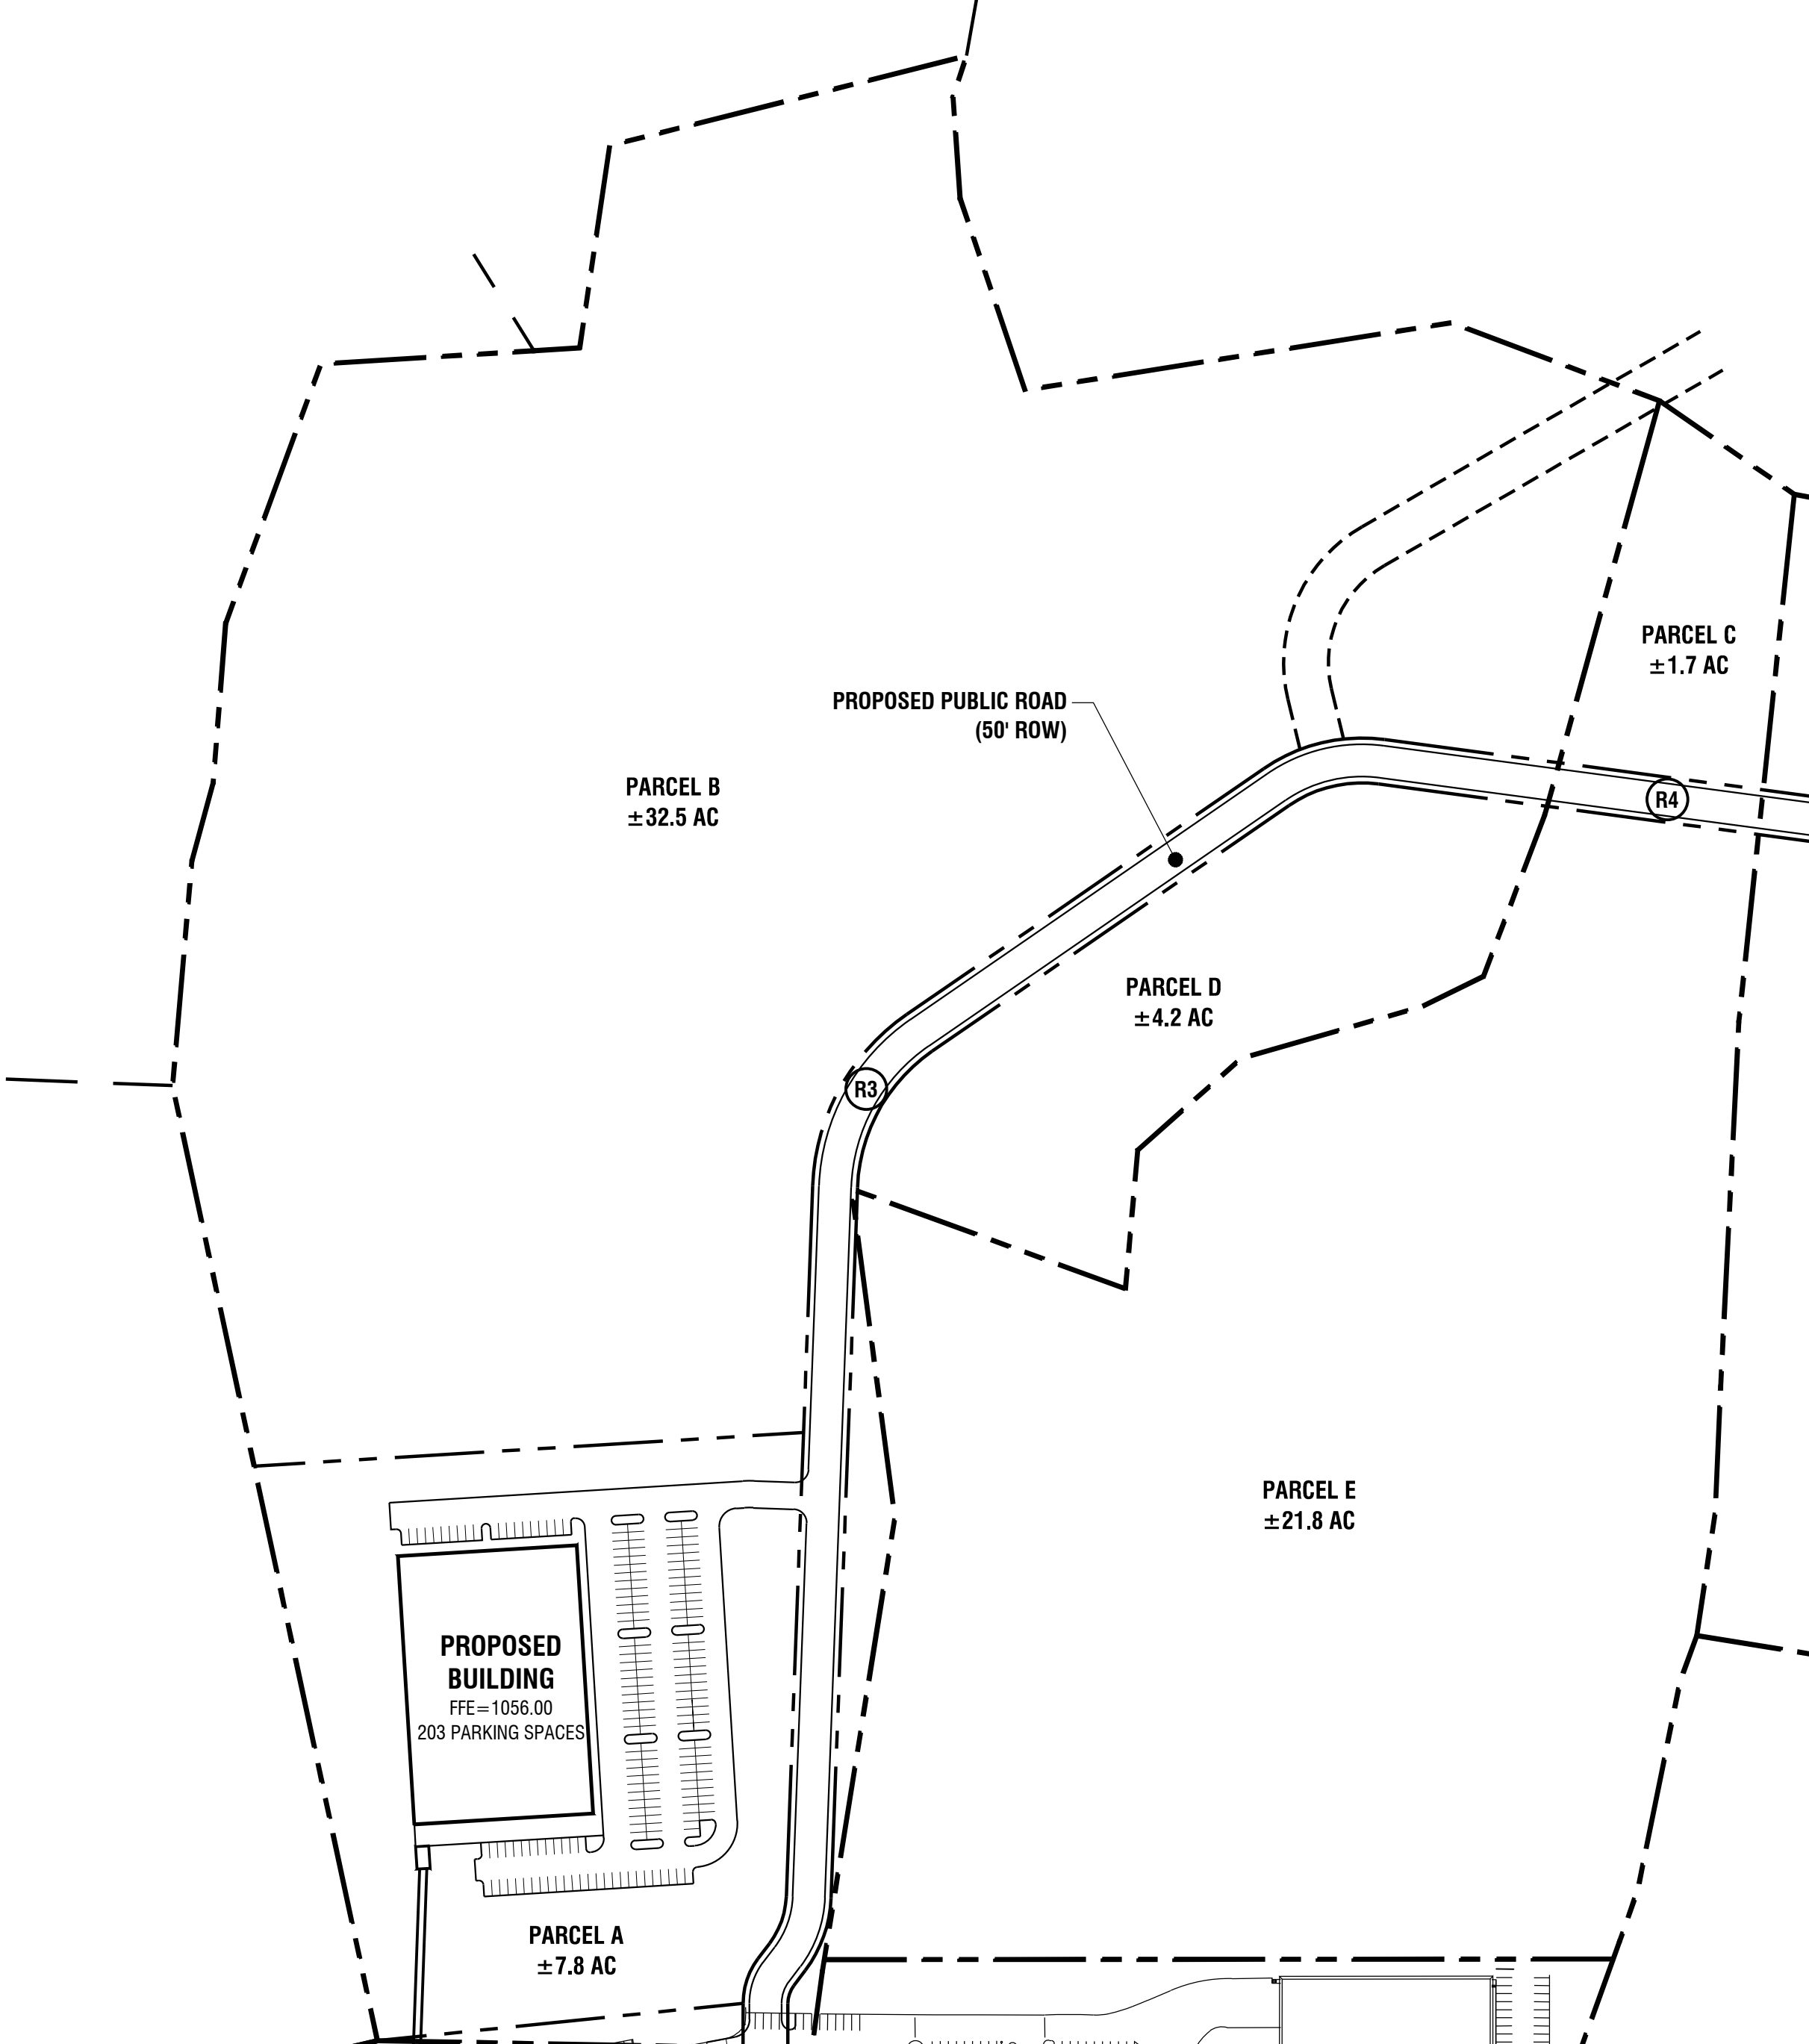 PARCEL C
±1.7 AC
PROPOSED PUBLIC ROAD
(50' ROW)
PARCEL B
±32.5 AC
R4
PARCEL D
±4.2 AC
R3
PARCEL E
±21.8 AC
PROPOSED
BUILDING
FFE=1056.00
203 PARKING SPACES
PARCEL A
±7.8 AC